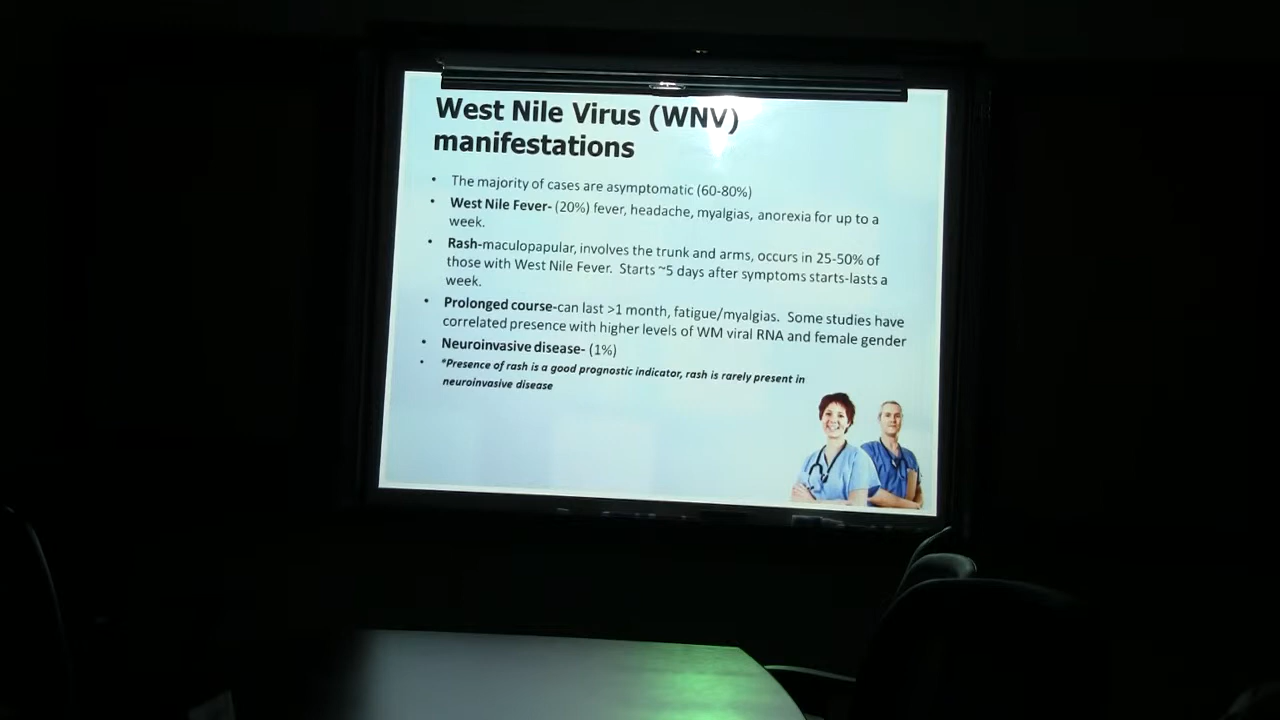 West Nile Virus (WNV)
manifestations
• The majority of cases are asymptomatic (60-80%)
• West Nile Fever- (20%) fever, headache, myalgias, anorexia for up to a
week.
• Rash-maculopapular, involves the trunk and arms, occurs in 25-50% of
those with West Nile Fever. Starts ~5 days after symptoms starts-lasts a
week.
• Prolonged course-can last >1 month, fatigue/myalgias. Some studies have
correlated presence with higher levels of WM viral RNA and female gender
• Neuroinvasive disease- (1%)
• *Presence of rash is a good prognostic indicator, rash is rarely present in
neuroinvasive disease